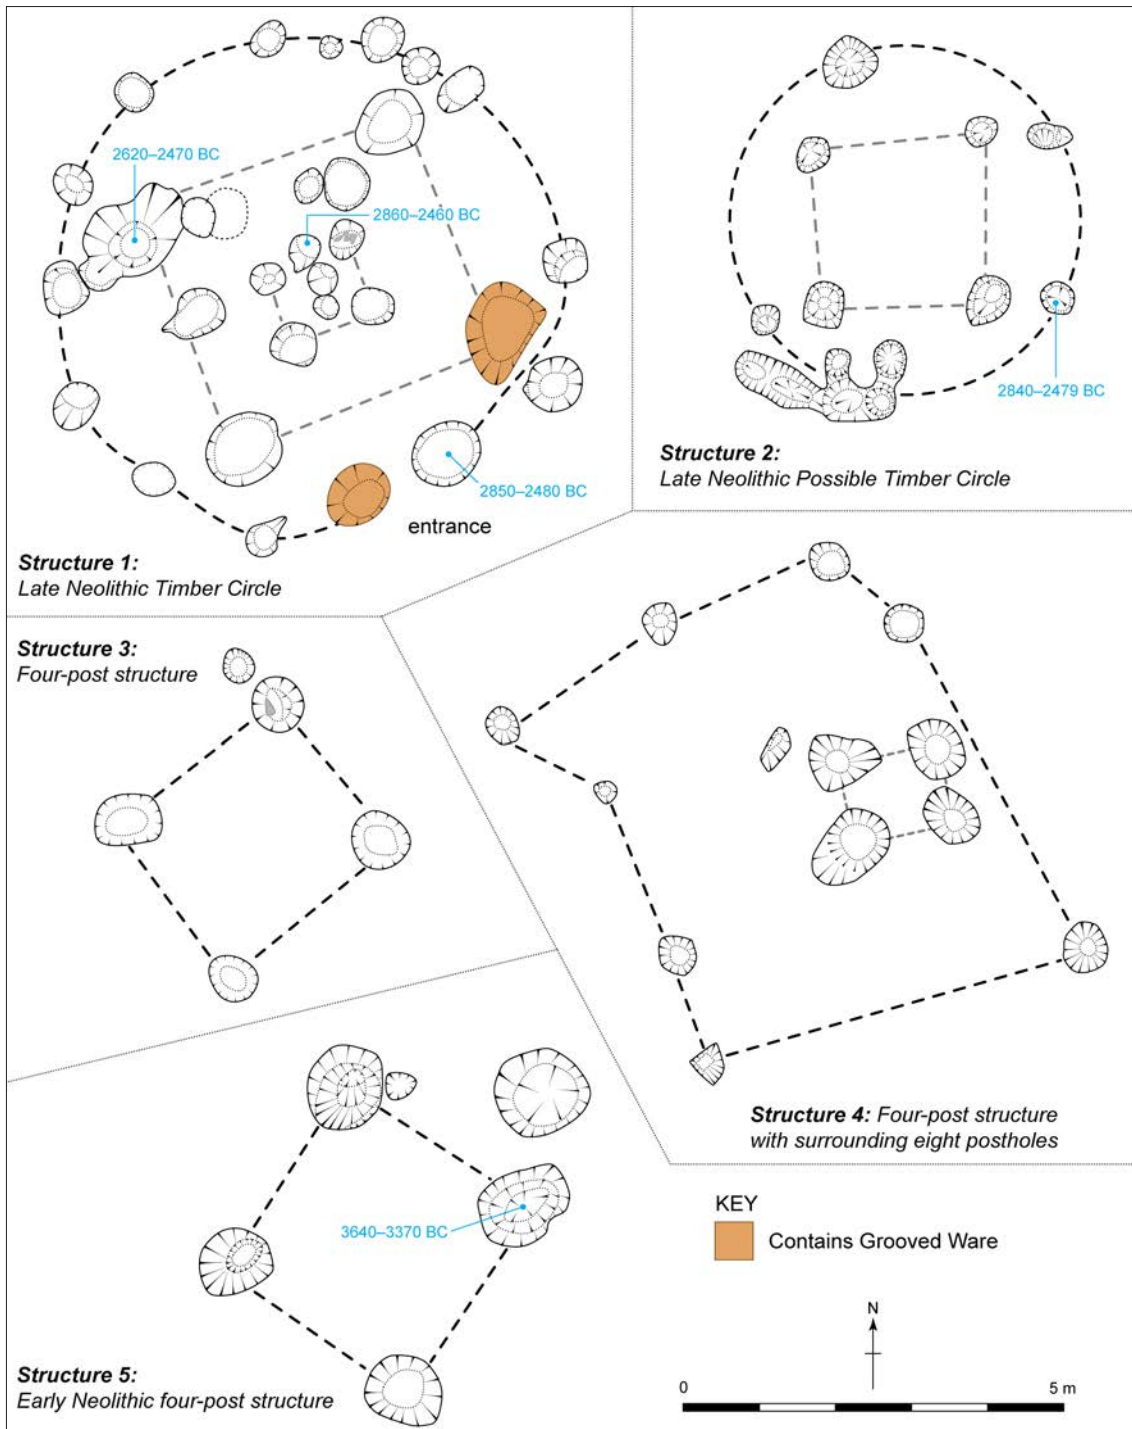 2620–2470 BC
2860–2460 BC
2850–2480 BC
entrance
Structure 1:
Late Neolithic Timber Circle
2840–2479 BC
Structure 2:
Late Neolithic Possible Timber Circle
Structure 3:
Four-post structure
Structure 4: Four-post structure
with surrounding eight postholes
3640–3370 BC
Structure 5:
Early Neolithic four-post structure
KEY
Contains Grooved Ware
N
0 5 m